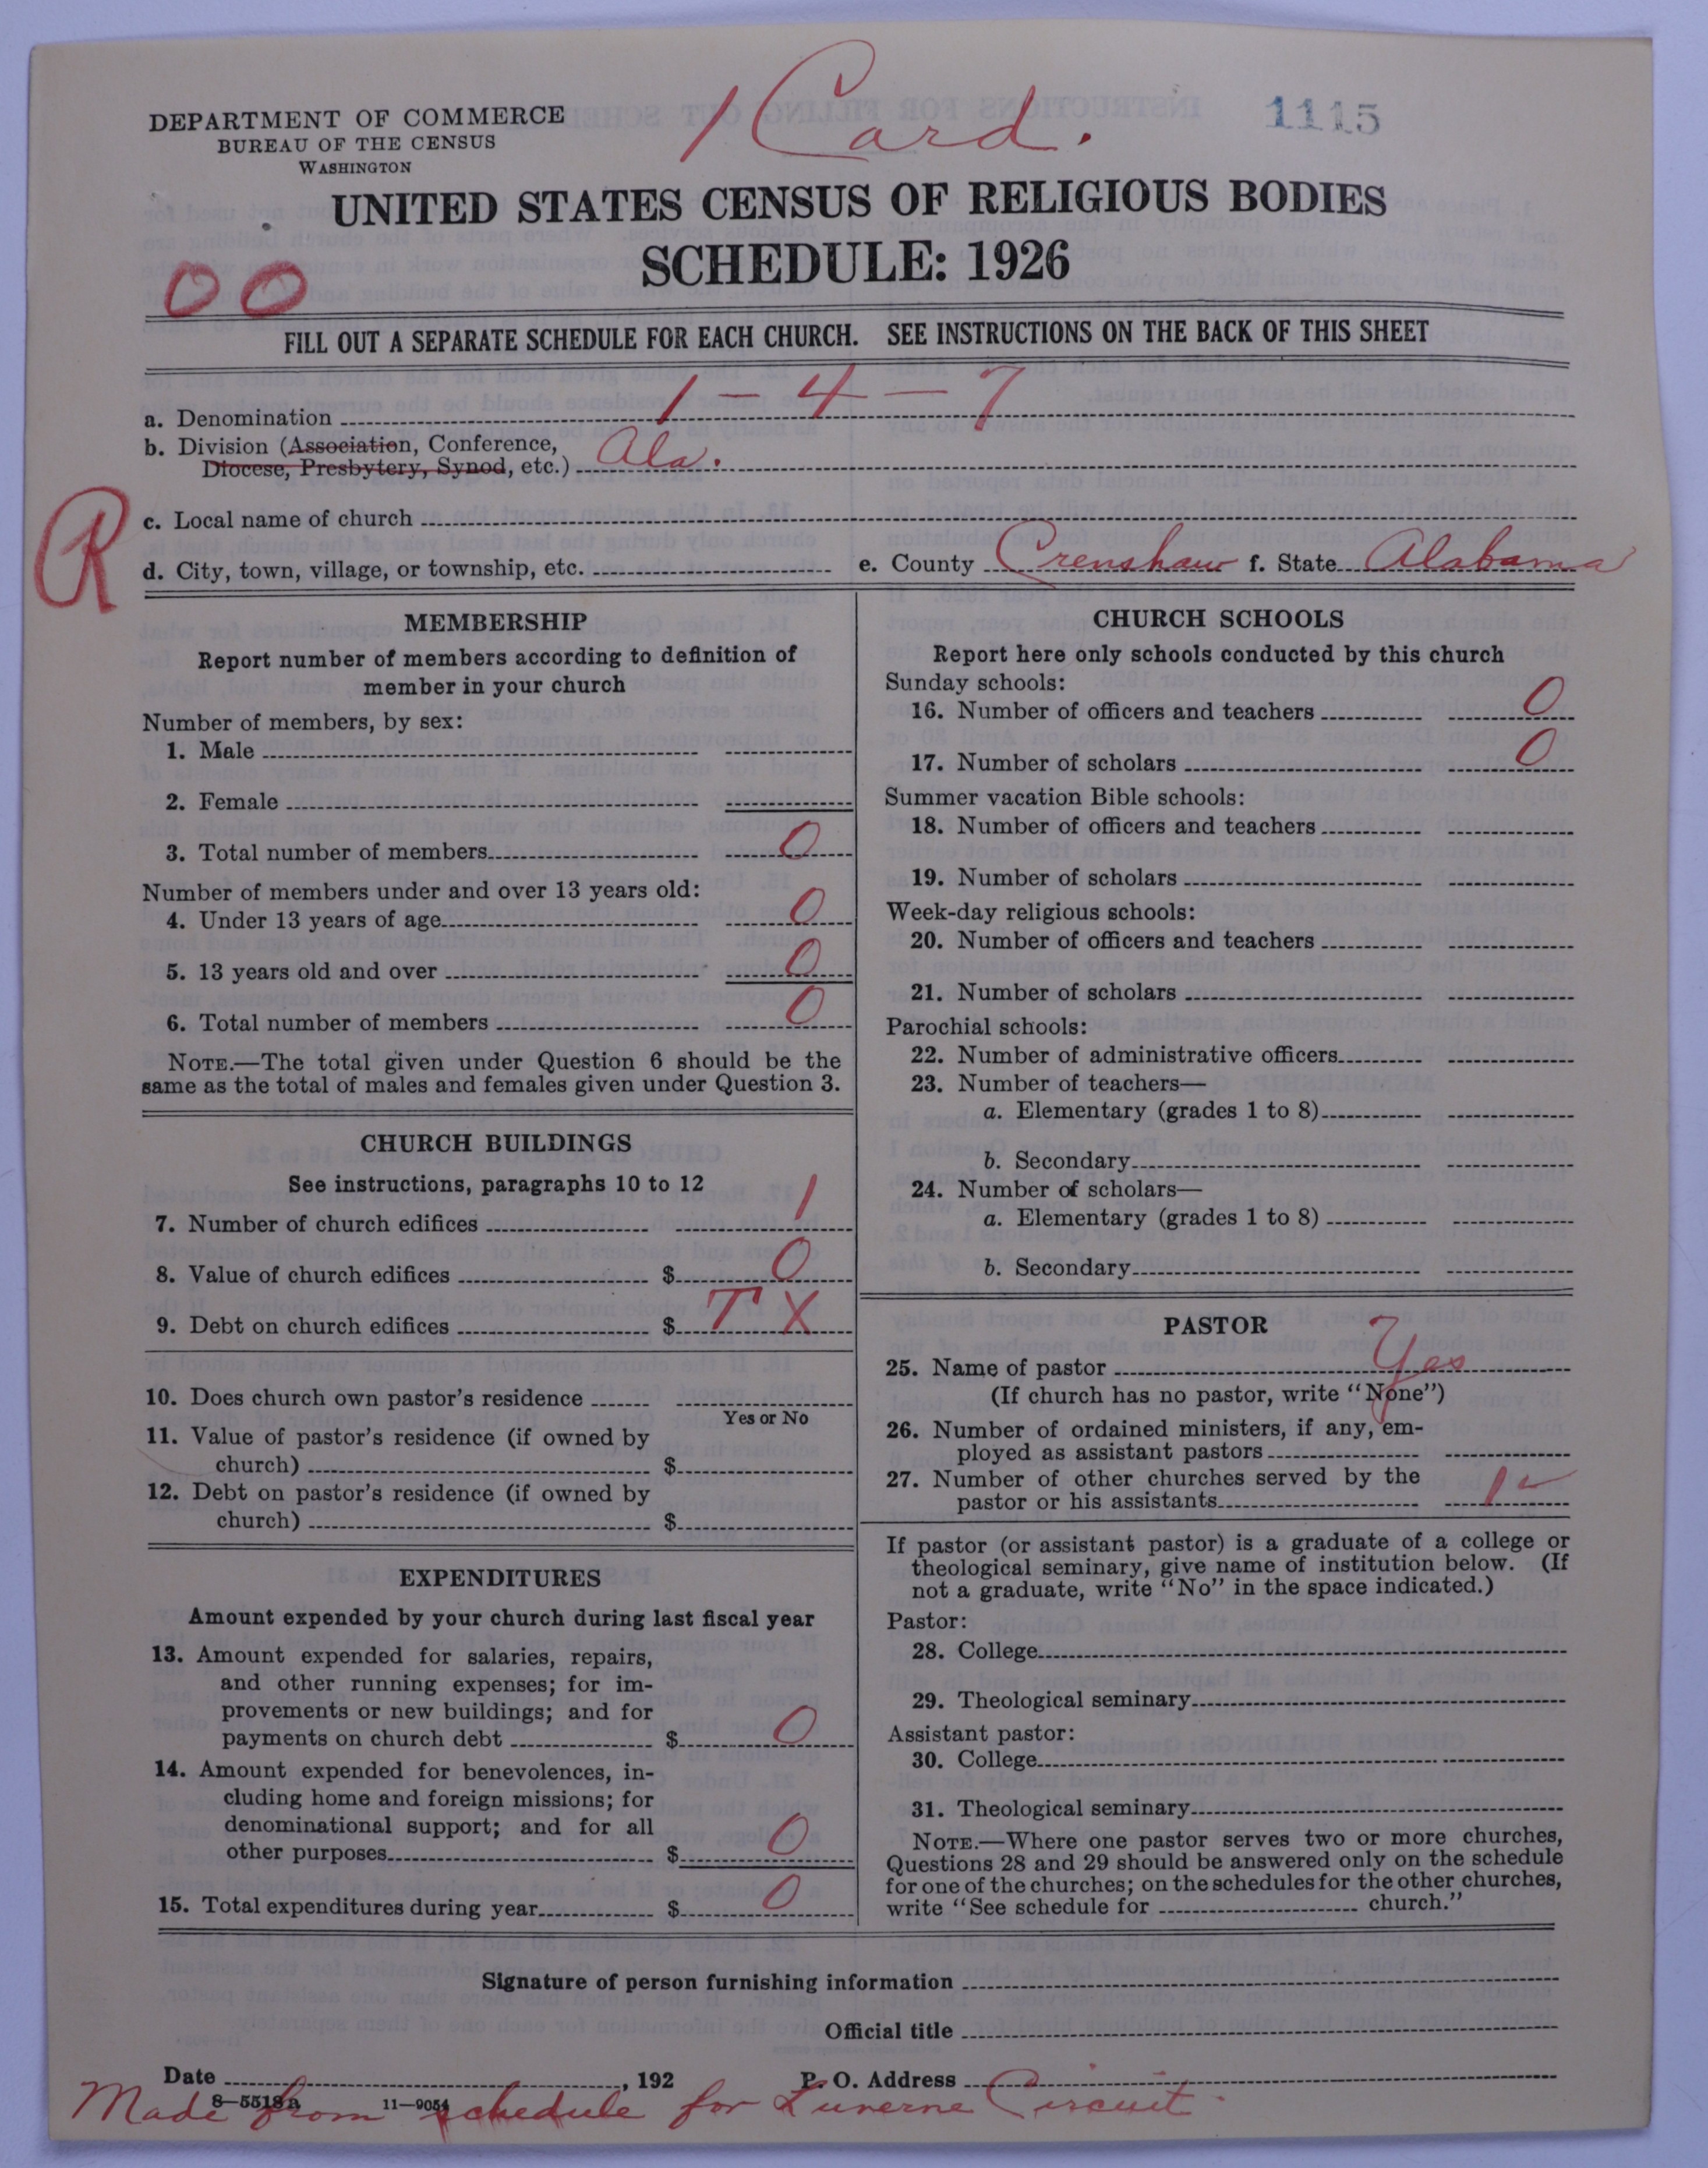 1 Card.
1115
DEPARTMENT OF COMMERCE
BUREAU OF THE CENSUS
WASHINGTON
UNITED STATES CENSUS OF RELIGIOUS BODIES
SCHEDULE: 1926
00
FILL OUT A SEPARATE SCHEDULE FOR EACH CHURCH. SEE INSTRUCTIONS ON THE BACK OF THIS SHEET
a. Denomination 1-4-7
b. Division (Association, Conference,
Diocese, Presbytery, Synod, etc.) Ala.
R
c. Local name of church
d. City, town, village, or township, etc. e. County Crenshaw f. State Alabama
MEMBERSHIP
Report number of members according to definition of
member in your church
Number of members, by sex:
1. Male
2. Female
3. Total number of members 0
Number of members under and over 13 years old:
4. Under 13 years of age 0
5. 13 years old and over 0
6. Total number of members 0
NOTE.—The total given under Question 6 should be the
same as the total of males and females given under Question 3.
CHURCH BUILDINGS
See instructions, paragraphs 10 to 12
7. Number of church edifices 1
8. Value of church edifices $ 0
9. Debt on church edifices $ T X
10. Does church own pastor's residence
Yes or No
11. Value of pastor's residence (if owned by
church) $
12. Debt on pastor's residence (if owned by
church) $
EXPENDITURES
Amount expended by your church during last fiscal year
13. Amount expended for salaries, repairs,
and other running expenses; for im-
provements or new buildings; and for
payments on church debt $ 0
14. Amount expended for benevolences, in-
cluding home and foreign missions; for
denominational support; and for all
other purposes $ 0
15. Total expenditures during year $ 0
CHURCH SCHOOLS
Report here only schools conducted by this church
Sunday schools:
16. Number of officers and teachers 0
17. Number of scholars 0
Summer vacation Bible schools:
18. Number of officers and teachers
19. Number of scholars
Week-day religious schools:
20. Number of officers and teachers
21. Number of scholars
Parochial schools:
22. Number of administrative officers
23. Number of teachers—
a. Elementary (grades 1 to 8)
b. Secondary
24. Number of scholars—
a. Elementary (grades 1 to 8)
b. Secondary
PASTOR
25. Name of pastor Yes
(If church has no pastor, write "None")
26. Number of ordained ministers, if any, em-
ployed as assistant pastors
27. Number of other churches served by the
pastor or his assistants
If pastor (or assistant pastor) is a graduate of a college or
theological seminary, give name of institution below. (If
not a graduate, write "No" in the space indicated.)
Pastor:
28. College
29. Theological seminary
Assistant pastor:
30. College
31. Theological seminary
NOTE.—Where one pastor serves two or more churches,
Questions 28 and 29 should be answered only on the schedule
for one of the churches; on the schedules for the other churches,
write "See schedule for church."
Signature of person furnishing information
Official title
Date , 192 P. O. Address
8—5518a 11—9054
Made from schedule for Luverne Circuit